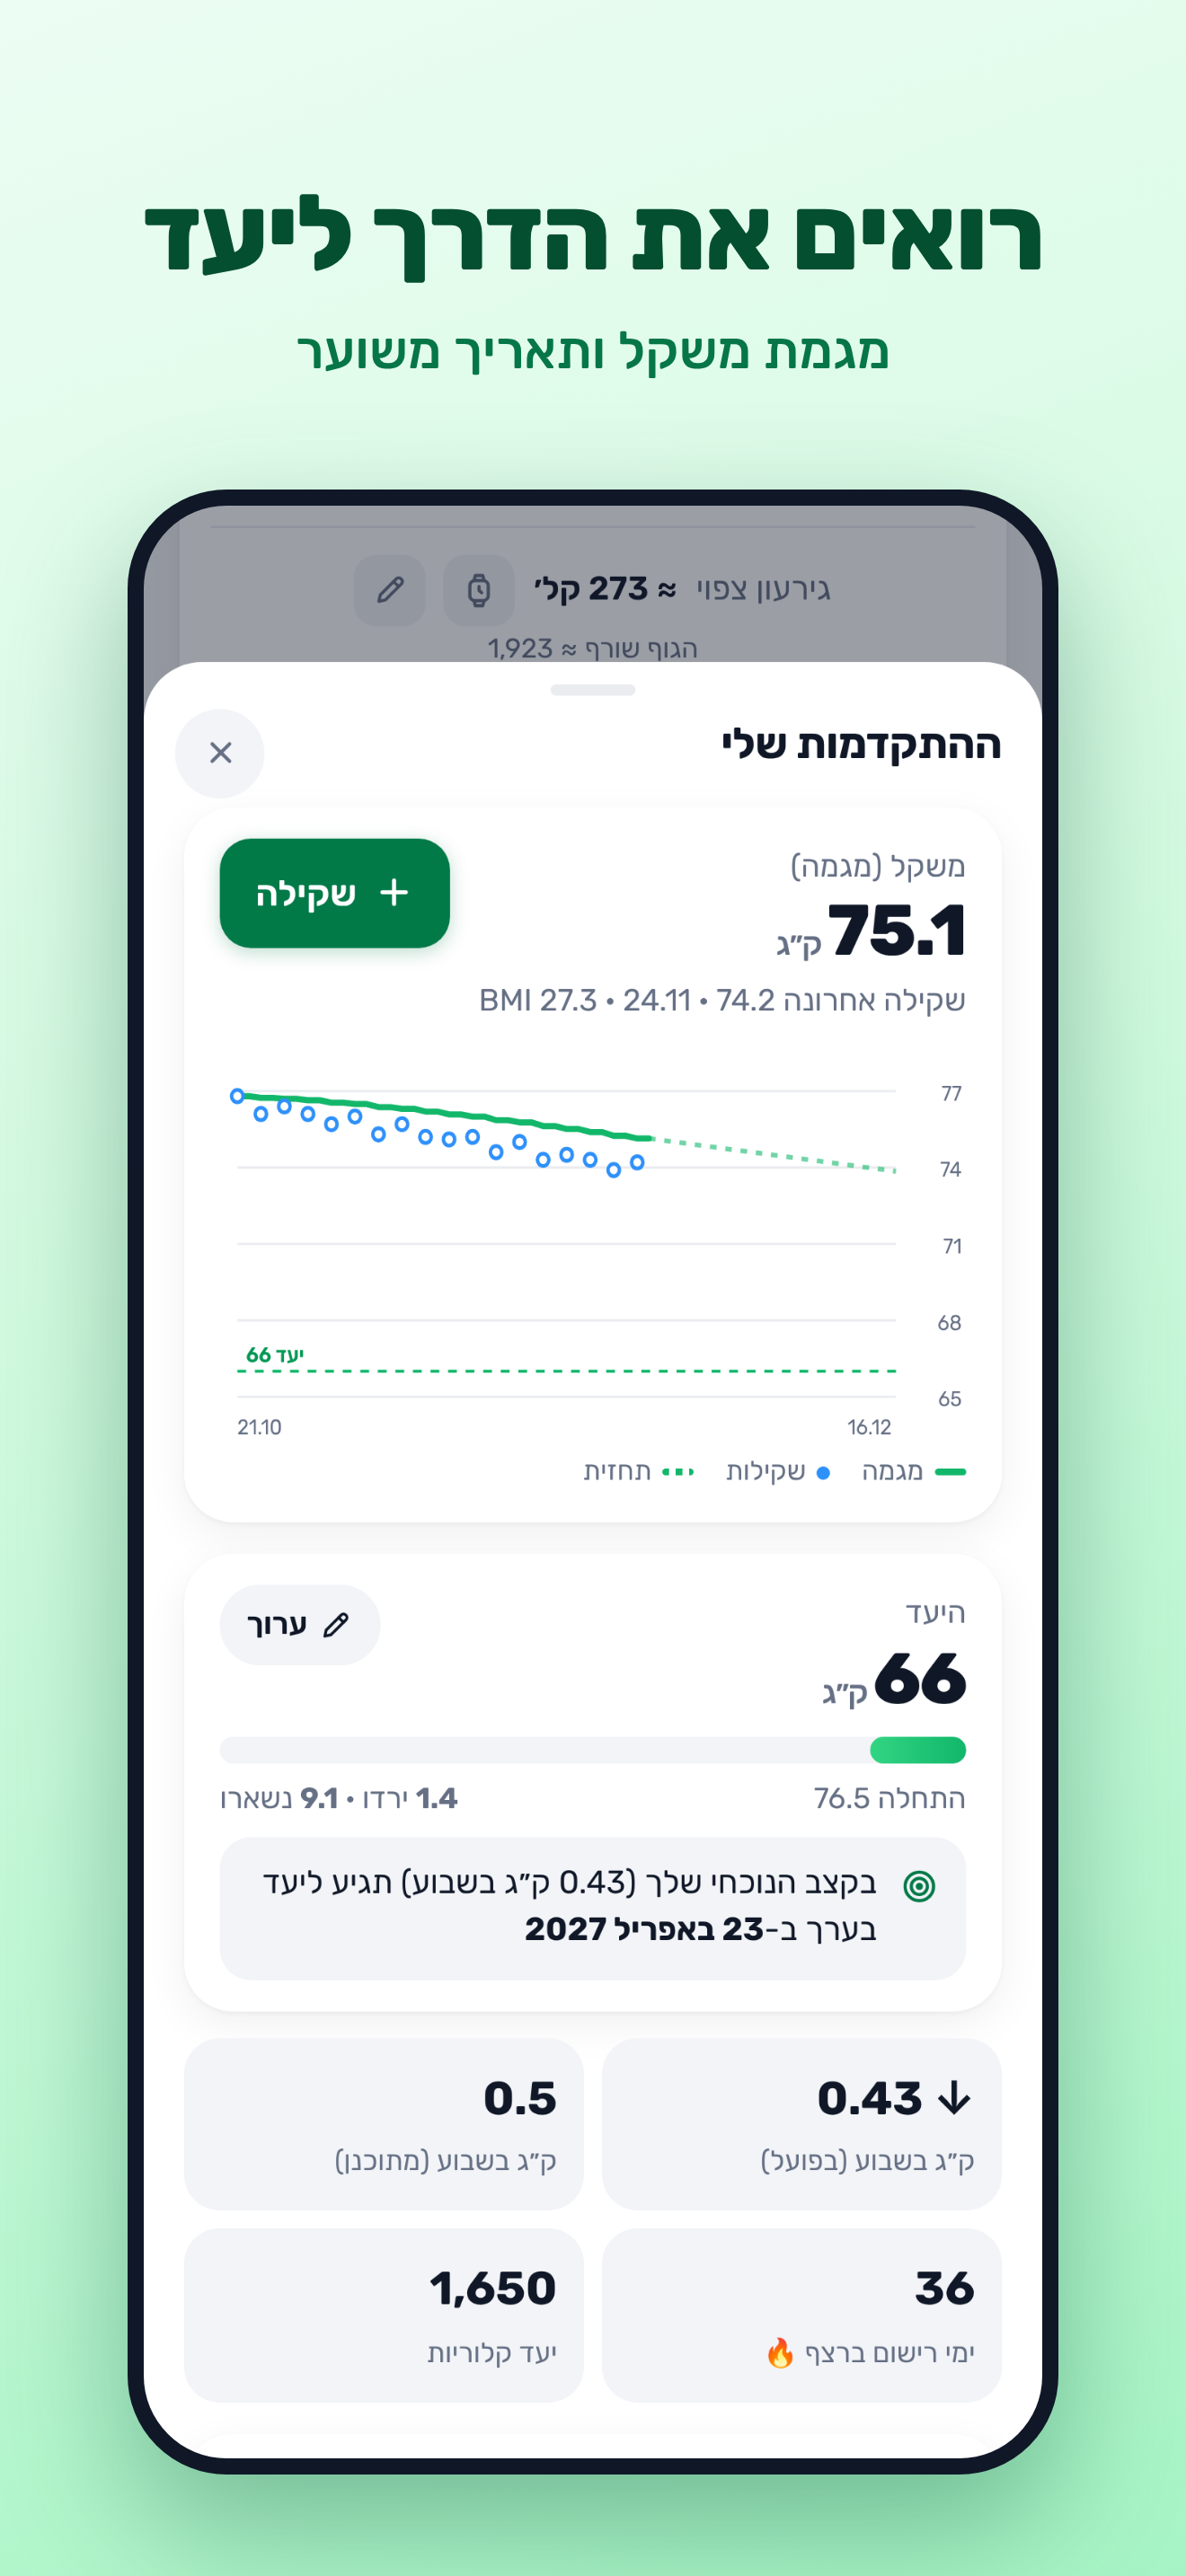 רואים את הדרך ליעד
מגמת משקל ותאריך משוער
גירעון צפוי ≈ 273 קל׳
הגוף שורף ≈ 1,923
ההתקדמות שלי
משקל (מגמה)
75.1 ק״ג
+ שקילה
שקילה אחרונה 74.2 • 24.11 • BMI 27.3
77
74
71
68
יעד 66
65
21.10
16.12
מגמה
שקילות
תחזית
היעד
66 ק״ג
ערוך
התחלה 76.5
1.4 ירדו • 9.1 נשארו
בקצב הנוכחי שלך (0.43 ק״ג בשבוע) תגיע ליעד
בערך ב-23 באפריל 2027
↓ 0.43
ק״ג בשבוע (בפועל)
0.5
ק״ג בשבוע (מתוכנן)
36
ימי רישום ברצף 🔥
1,650
יעד קלוריות